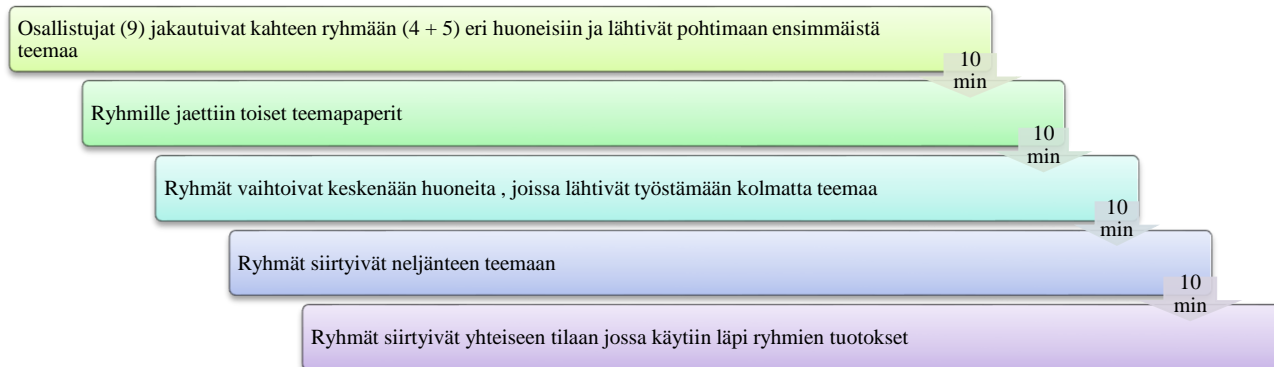 Osallistujat (9) jakautuivat kahteen ryhmään (4 + 5) eri huoneisiin ja lähtivät pohtimaan ensimmäistä
teemaa
10
min
Ryhmille jaettiin toiset teemapaperit
10
min
Ryhmät vaihtoivat keskenään huoneita , joissa lähtivät työstämään kolmatta teemaa
10
min
Ryhmät siirtyivät neljänteen teemaan
10
min
Ryhmät siirtyivät yhteiseen tilaan jossa käytiin läpi ryhmien tuotokset